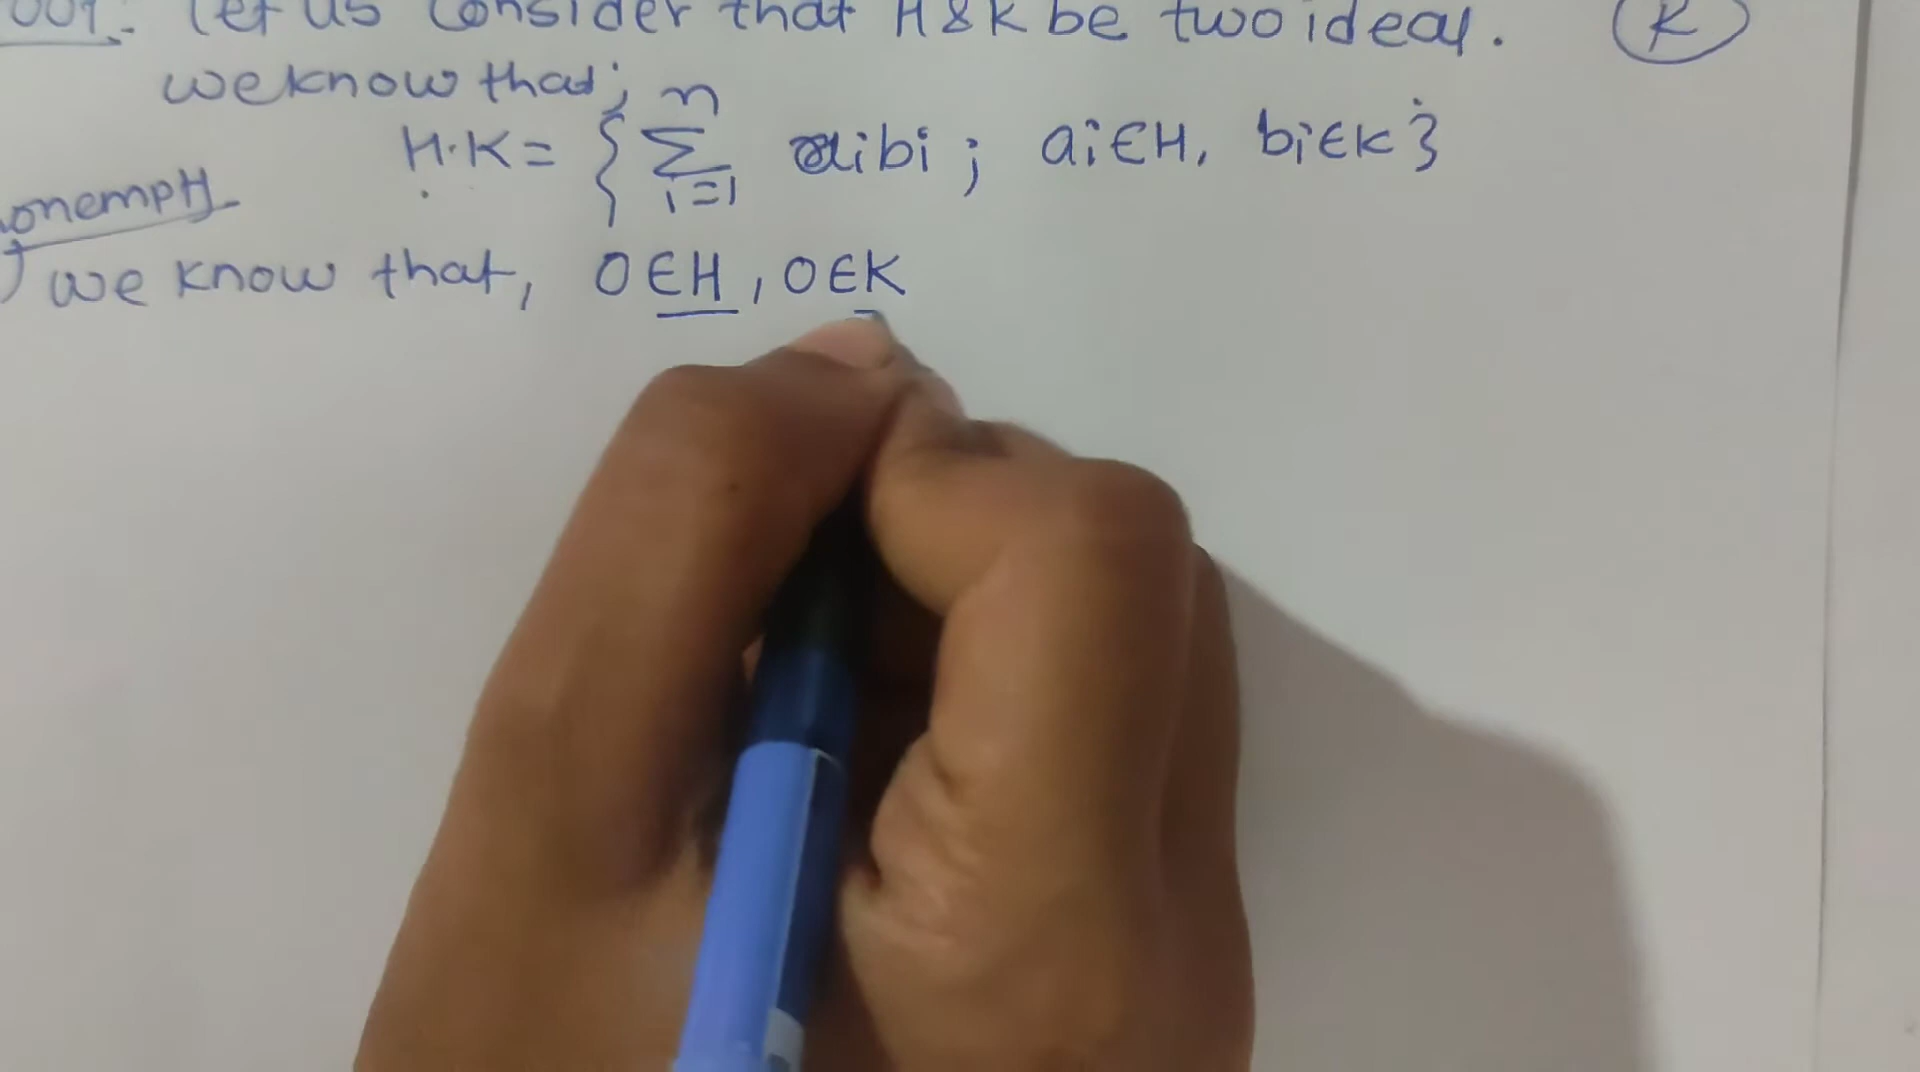 let us consider that H & K be two ideal. R
we know that;
H·K = { n Σ i=1 aibi ; ai∈H, bi∈K }
nonempty
we know that, 0∈H, 0∈K